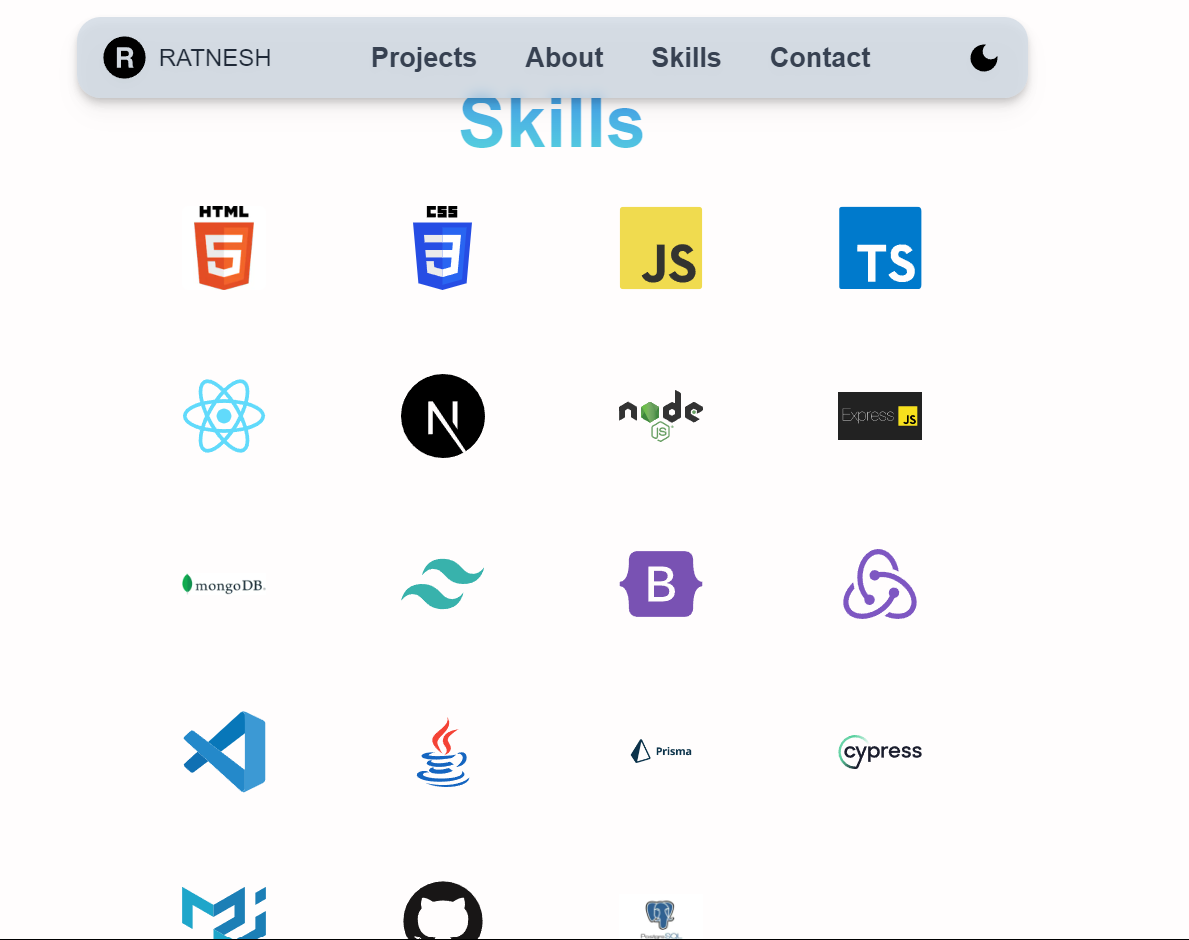 R RATNESH Projects About Skills Contact
Skills
HTML CSS
5 3 JS TS
N node Express JS
JS
mongoDB. B
Prisma cypress
PostgreSQL